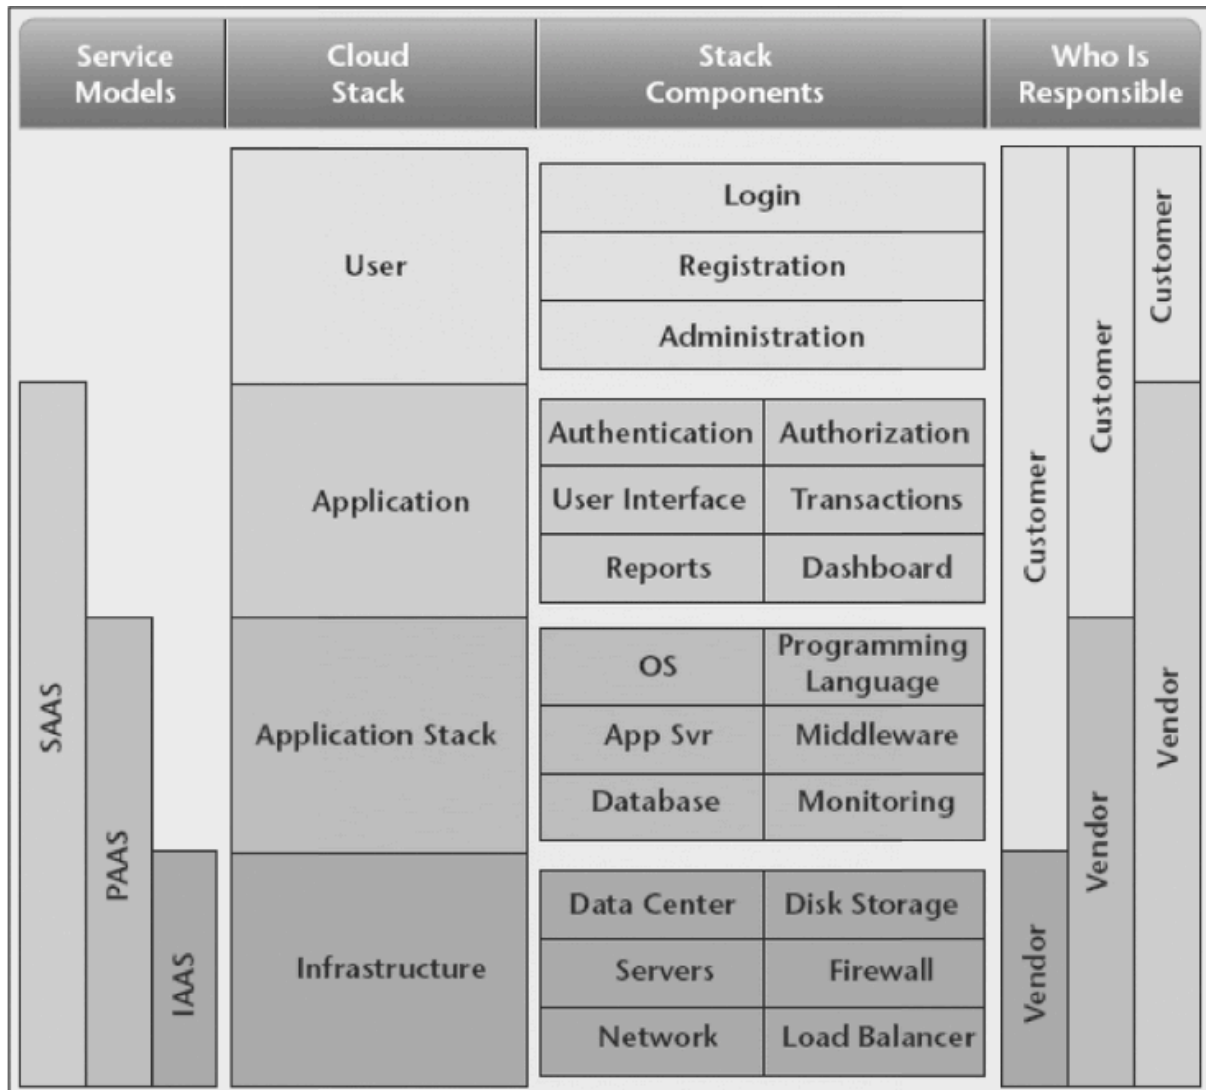 Service
Models
Cloud
Stack
Stack
Components
Who Is
Responsible
User
Login
Registration
Administration
Customer
Customer
Customer
Application
Authentication
Authorization
User Interface
Transactions
Reports
Dashboard
SAAS
PAAS
IAAS
Application Stack
OS
Programming
Language
App Svr
Middleware
Database
Monitoring
Infrastructure
Data Center
Disk Storage
Servers
Firewall
Network
Load Balancer
Vendor
Vendor
Vendor